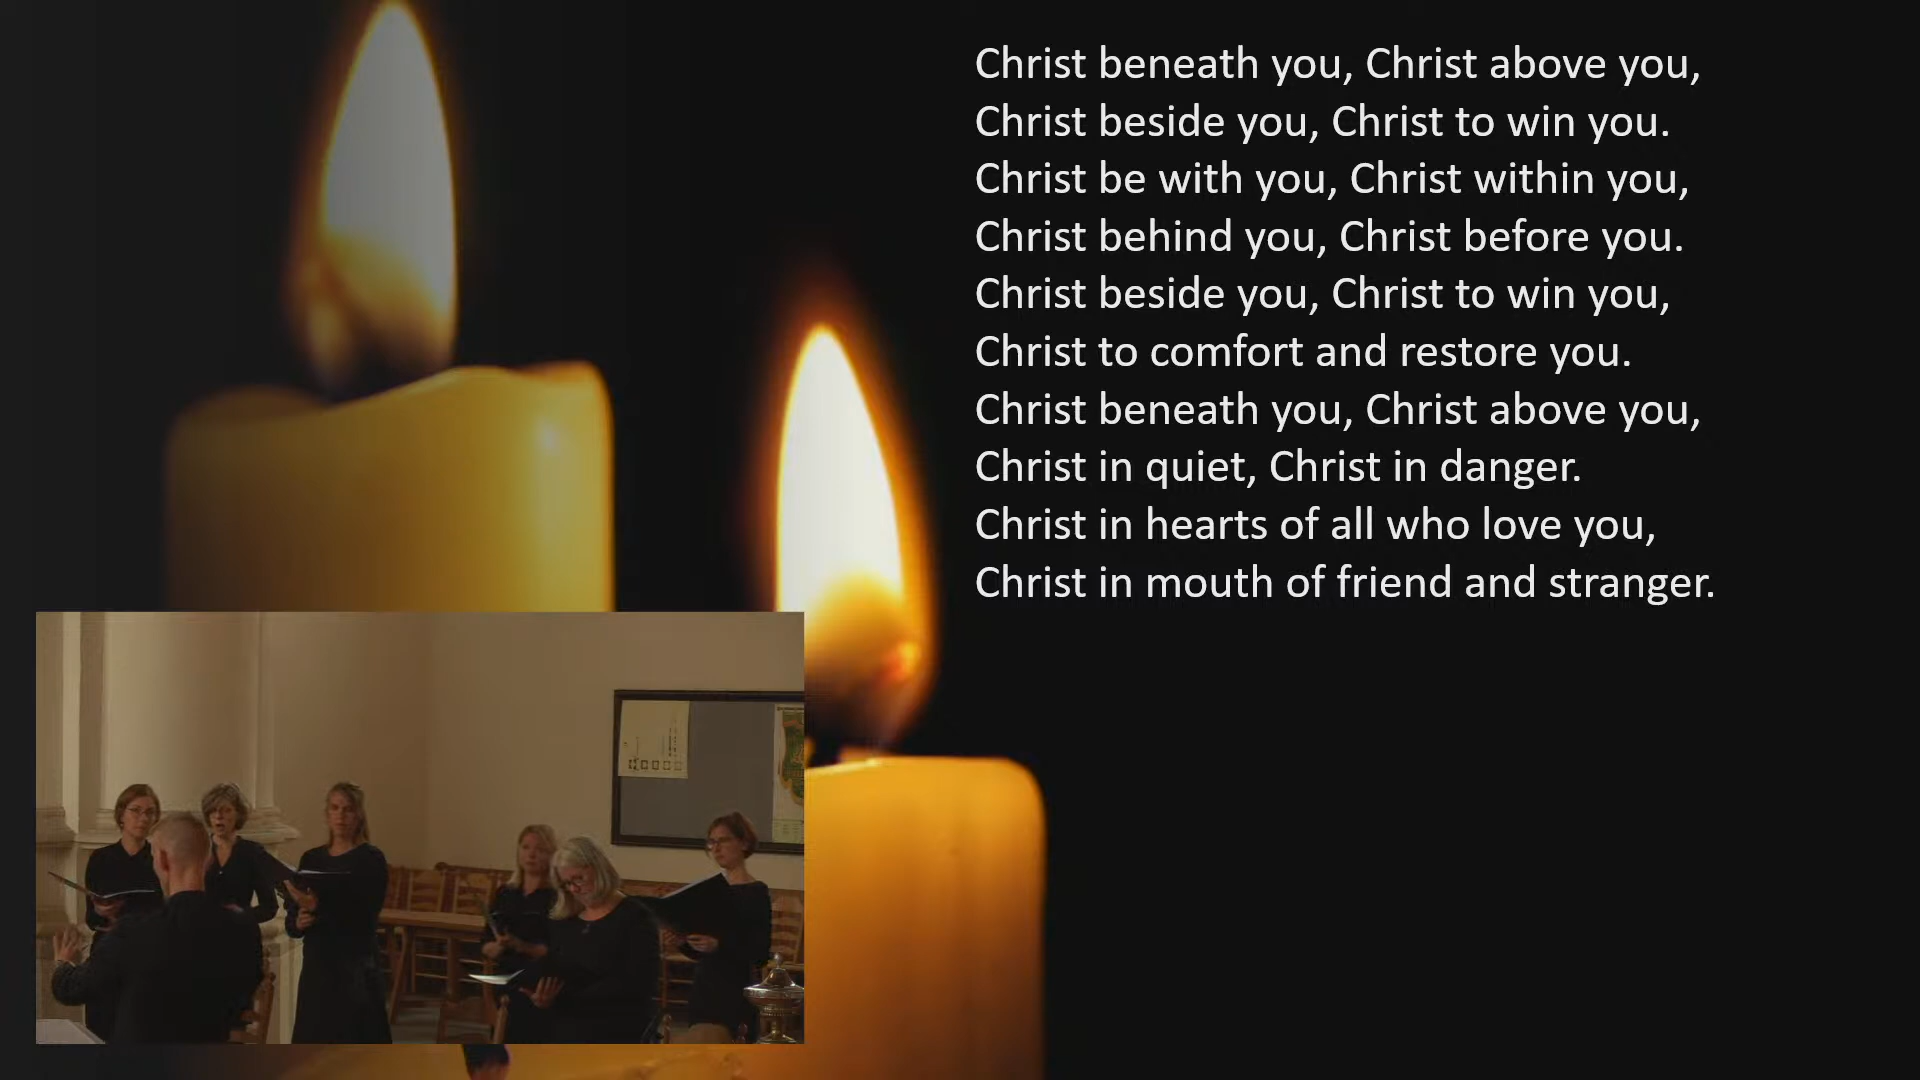 Christ beneath you, Christ above you,
Christ beside you, Christ to win you.
Christ be with you, Christ within you,
Christ behind you, Christ before you.
Christ beside you, Christ to win you,
Christ to comfort and restore you.
Christ beneath you, Christ above you,
Christ in quiet, Christ in danger.
Christ in hearts of all who love you,
Christ in mouth of friend and stranger.